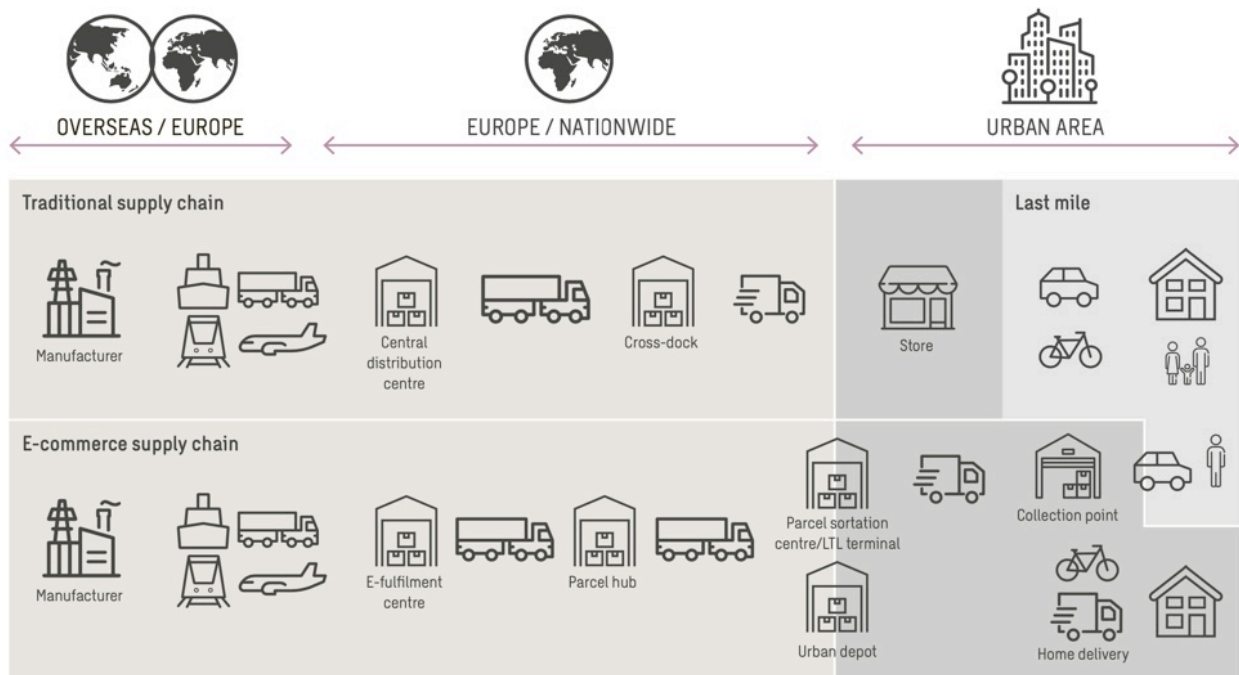 OVERSEAS / EUROPE
EUROPE / NATIONWIDE
URBAN AREA
Traditional supply chain
Last mile
Manufacturer
Central
distribution
centre
Cross-dock
Store
E-commerce supply chain
Manufacturer
E-fulfilment
centre
Parcel hub
Parcel sortation
centre/LTL terminal
Collection point
Urban depot
Home delivery